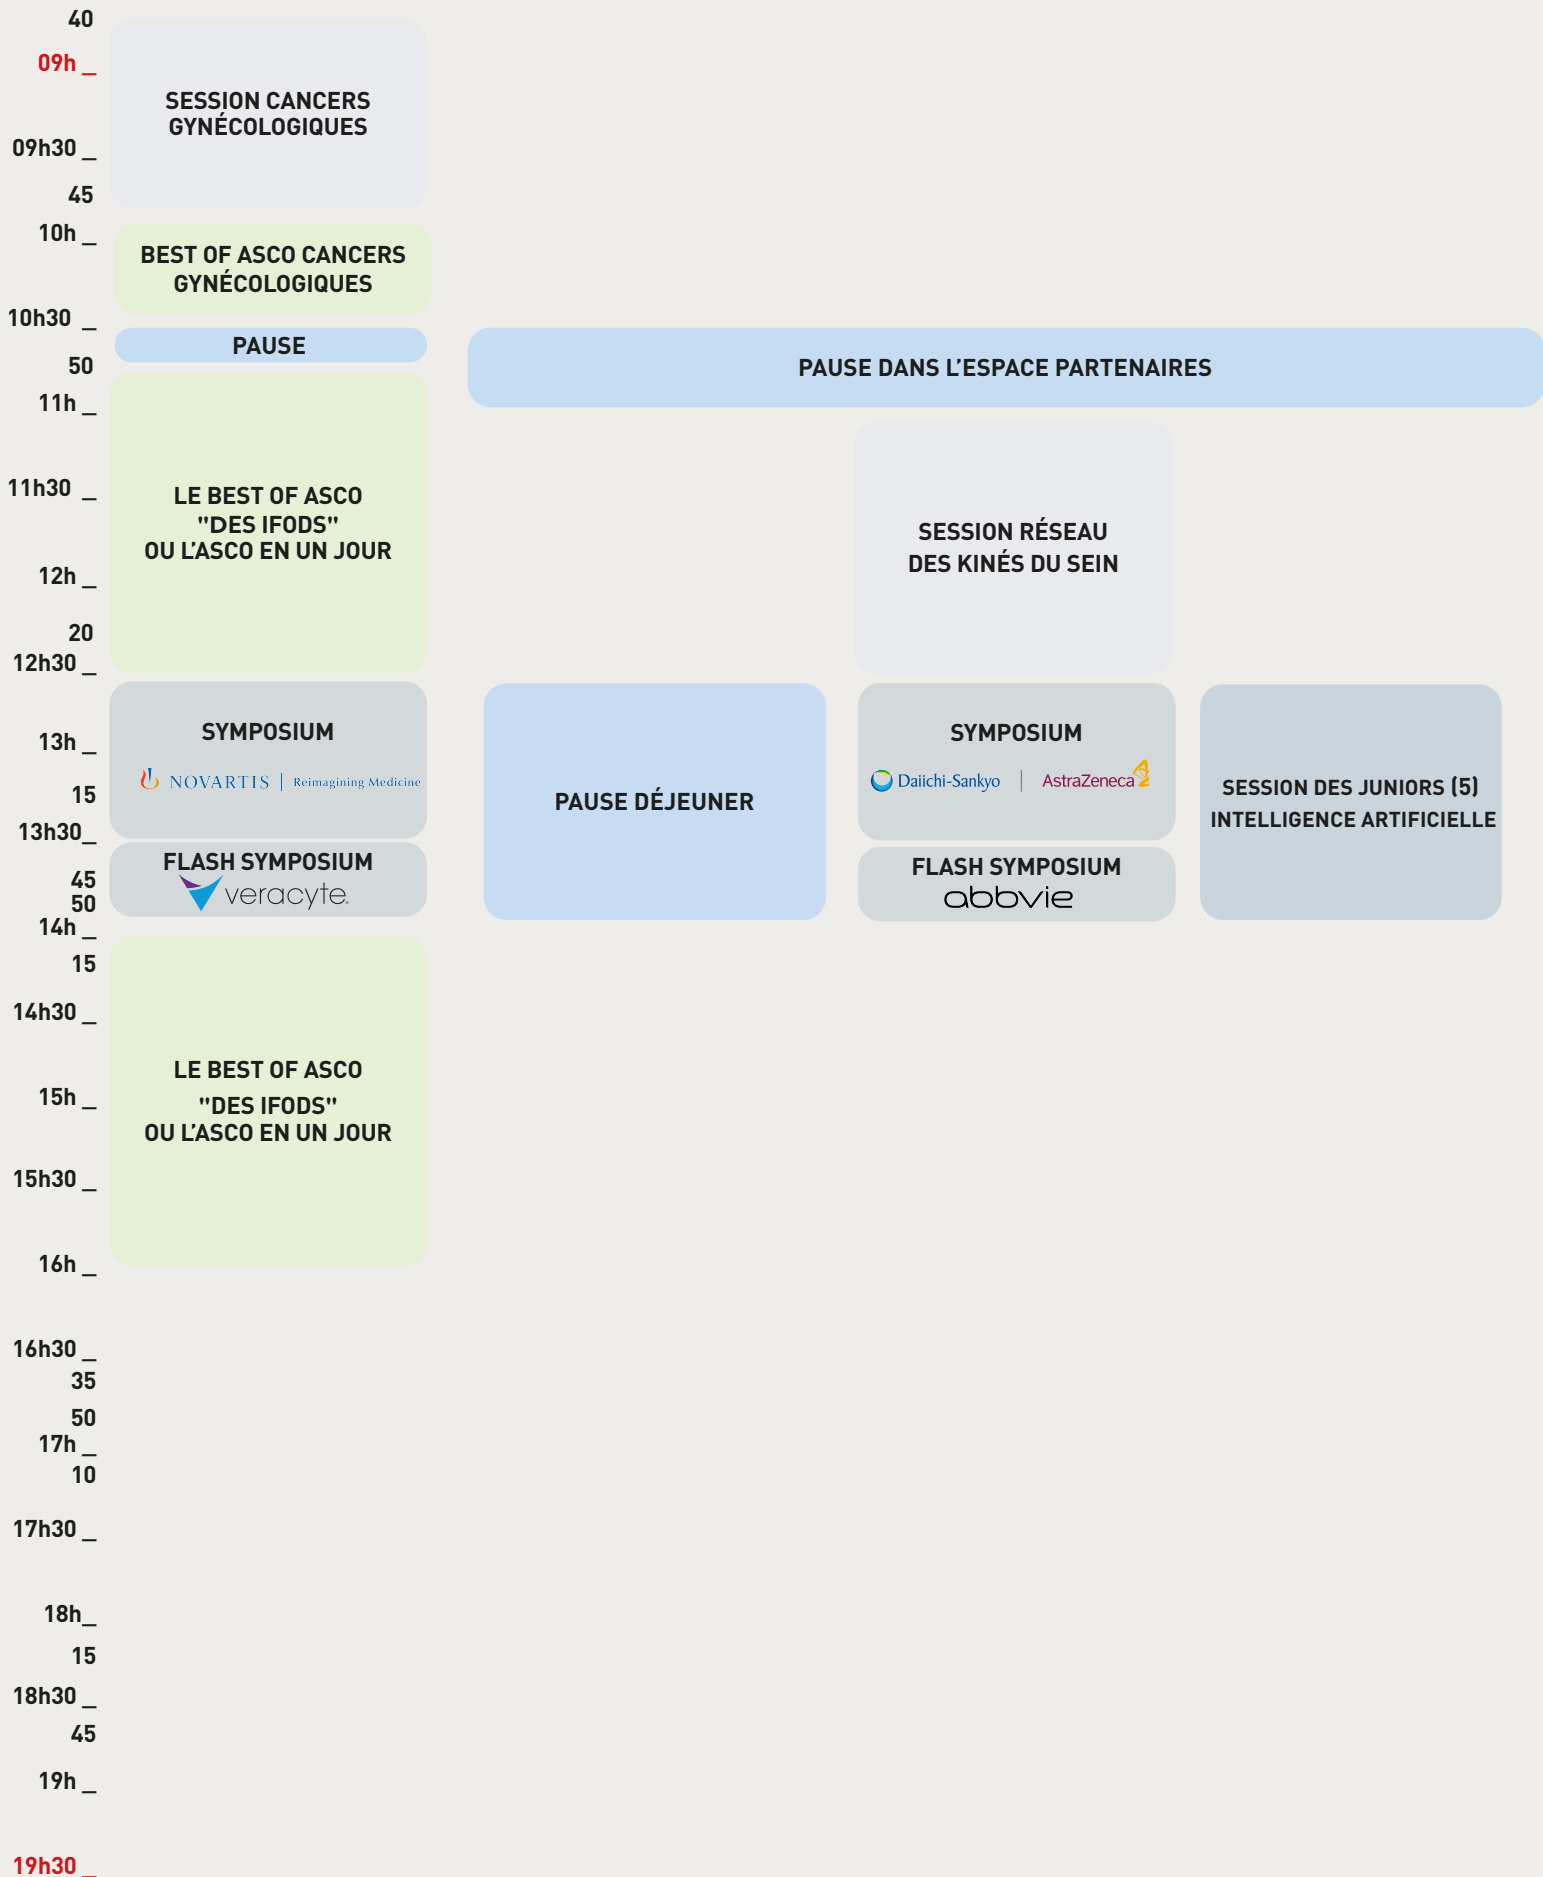 40
09h _
SESSION CANCERS
GYNÉCOLOGIQUES
09h30 _
45
10h _
BEST OF ASCO CANCERS
GYNÉCOLOGIQUES
10h30 _
PAUSE
PAUSE DANS L'ESPACE PARTENAIRES
50
11h _
11h30 _
LE BEST OF ASCO
"DES IFODS"
OU L'ASCO EN UN JOUR
SESSION RÉSEAU
DES KINÉS DU SEIN
12h _
20
12h30 _
SYMPOSIUM
NOVARTIS | Reimagining Medicine
PAUSE DÉJEUNER
SYMPOSIUM
Daiichi-Sankyo | AstraZeneca
SESSION DES JUNIORS (5)
INTELLIGENCE ARTIFICIELLE
13h _
15
13h30 _
FLASH SYMPOSIUM
veracyte.
FLASH SYMPOSIUM
abbvie
45
50
14h _
15
14h30 _
LE BEST OF ASCO
"DES IFODS"
OU L'ASCO EN UN JOUR
15h _
15h30 _
16h _
16h30 _
35
50
17h _
10
17h30 _
18h _
15
18h30 _
45
19h _
19h30 _